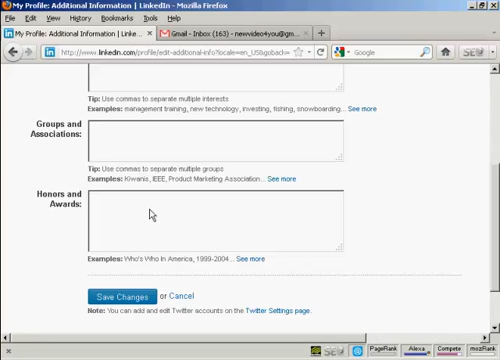 My Profile: Additional Information | LinkedIn - Mozilla Firefox
File Edit View History Bookmarks Tools Help
My Profile: Additional Information | Linked... × Gmail - Inbox (163) - newvideo4you@gm... × +
http://www.linkedin.com/profile/edit-additional-info?locale=en_US&goback= Google SEO
Tip: Use commas to separate multiple interests
Examples: management training, new technology, investing, fishing, snowboarding... See more
Groups and
Associations:
Tip: Use commas to separate multiple groups
Examples: Kiwanis, IEEE, Product Marketing Association... See more
Honors and
Awards:
Examples: Who's Who In America, 1999-2004... See more
Save Changes or Cancel
Note: You can add and edit Twitter accounts on the Twitter Settings page.
× SEO PageRank Alexa Compete mozRank